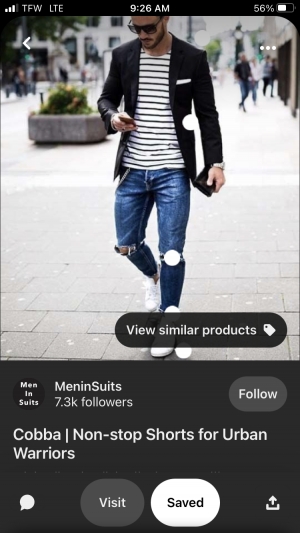 TFW LTE 9:26 AM 56%
View similar products
Men
In
Suits
MeninSuits
7.3k followers
Follow
Cobba | Non-stop Shorts for Urban
Warriors
Visit
Saved